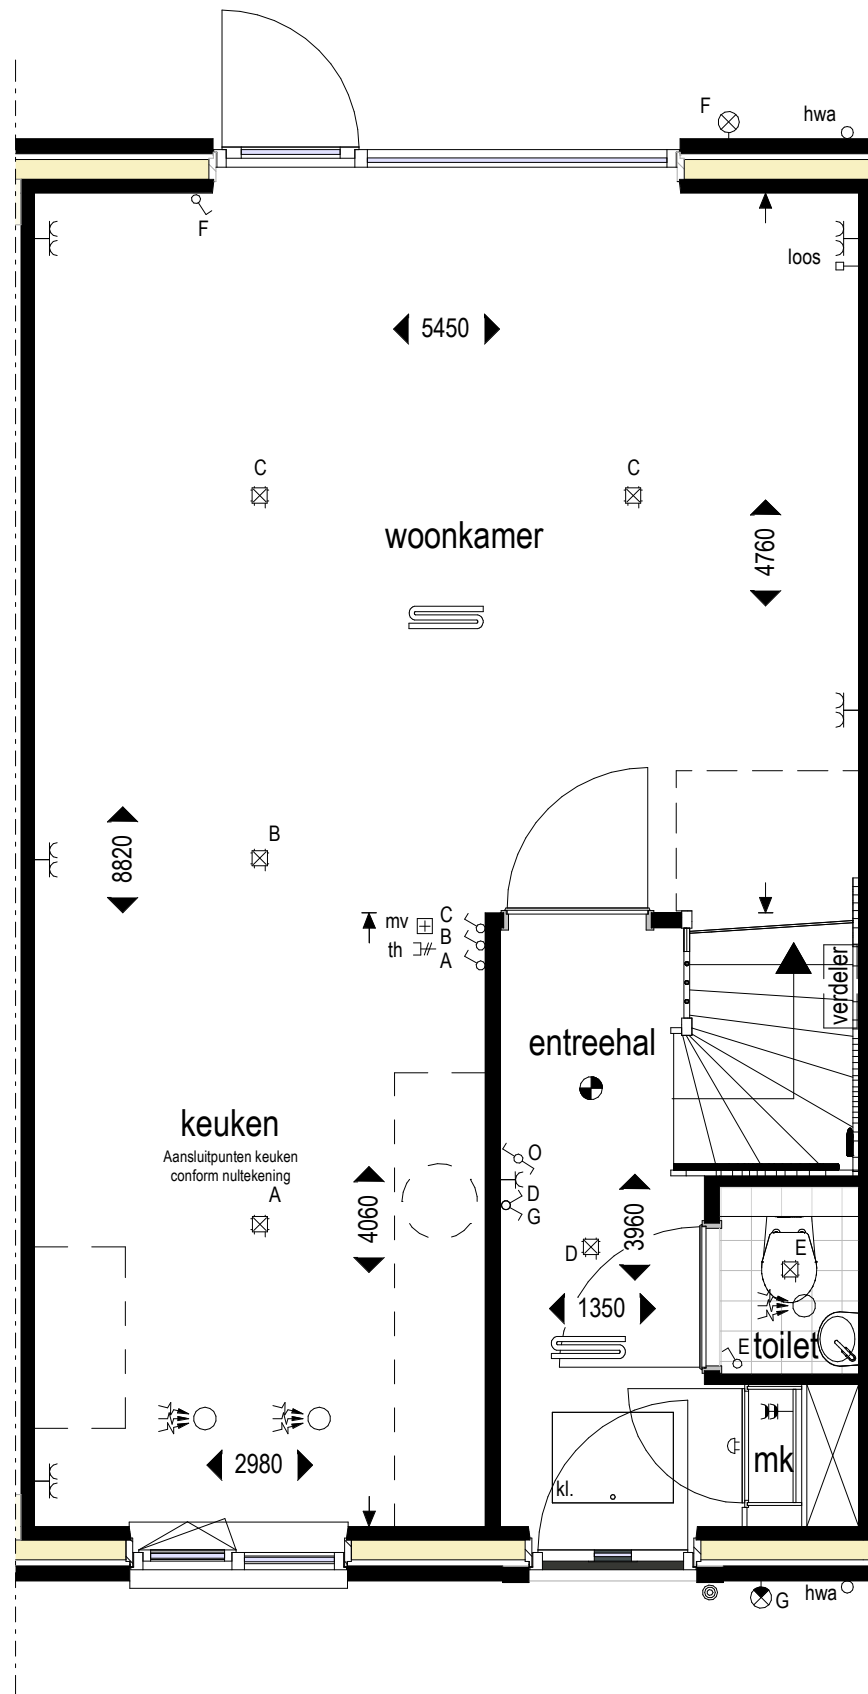 F
hwa
F
loos
5450
C
C
woonkamer
4760
8820
B
mv
C
B
th
A
verdeler
entreehal
keuken
Aansluitpunten keuken
conform nultekening
O
D
G
A
4060
3960
D
E
1350
E
toilet
2980
mk
kl.
G
hwa